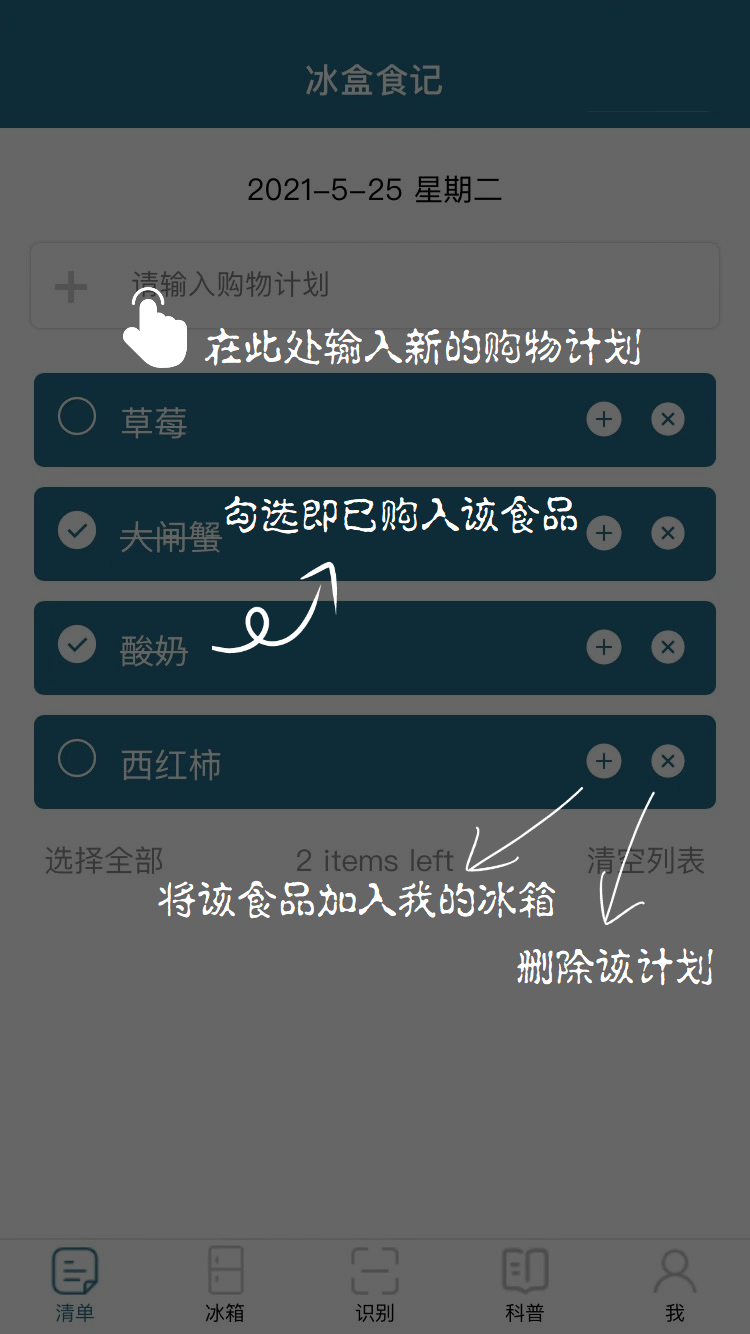 冰盒食记
2021-5-25 星期二
请输入购物计划
在此处输入新的购物计划
草莓
大闸蟹
勾选即已购入该食品
酸奶
西红柿
选择全部
2 items left
清空列表
将该食品加入我的冰箱
删除该计划
清单
冰箱
识别
科普
我